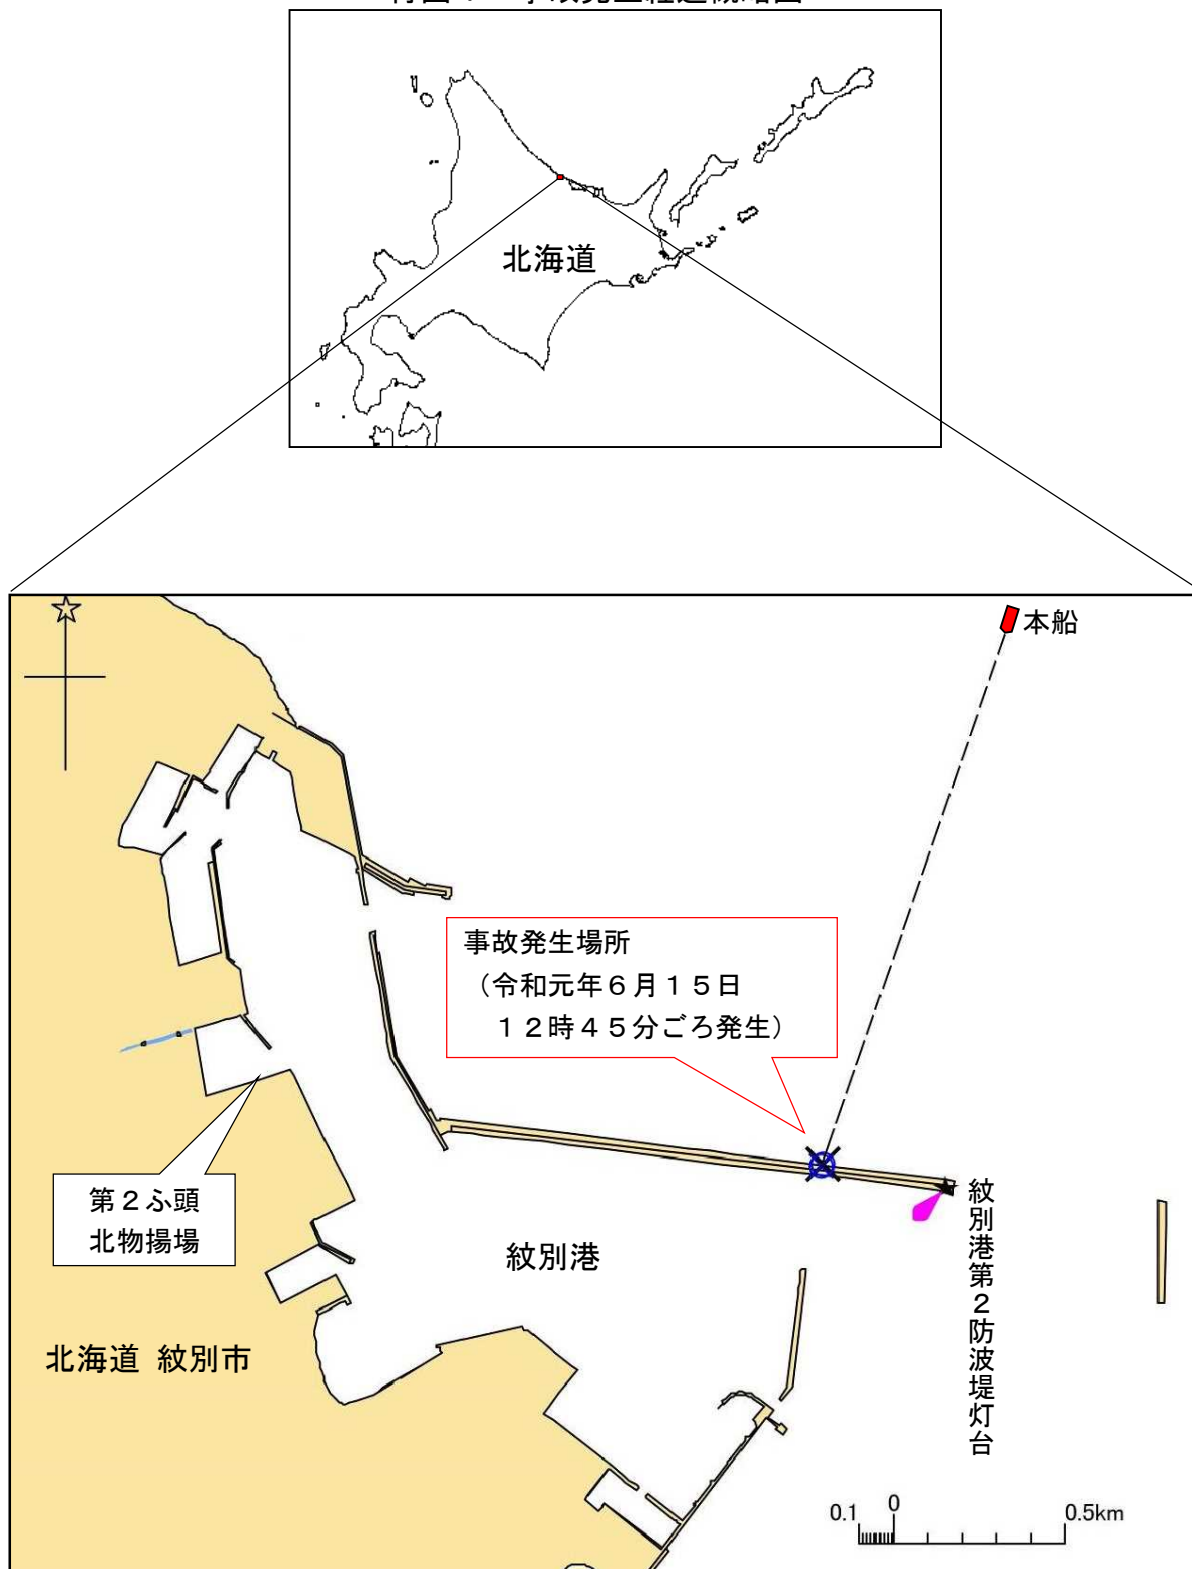 北海道
本船
事故発生場所
（令和元年６月１５日
１２時４５分ごろ発生）
第２ふ頭
北物揚場
紋別港
紋別港第２防波堤灯台
北海道 紋別市
0.1 0 0.5km